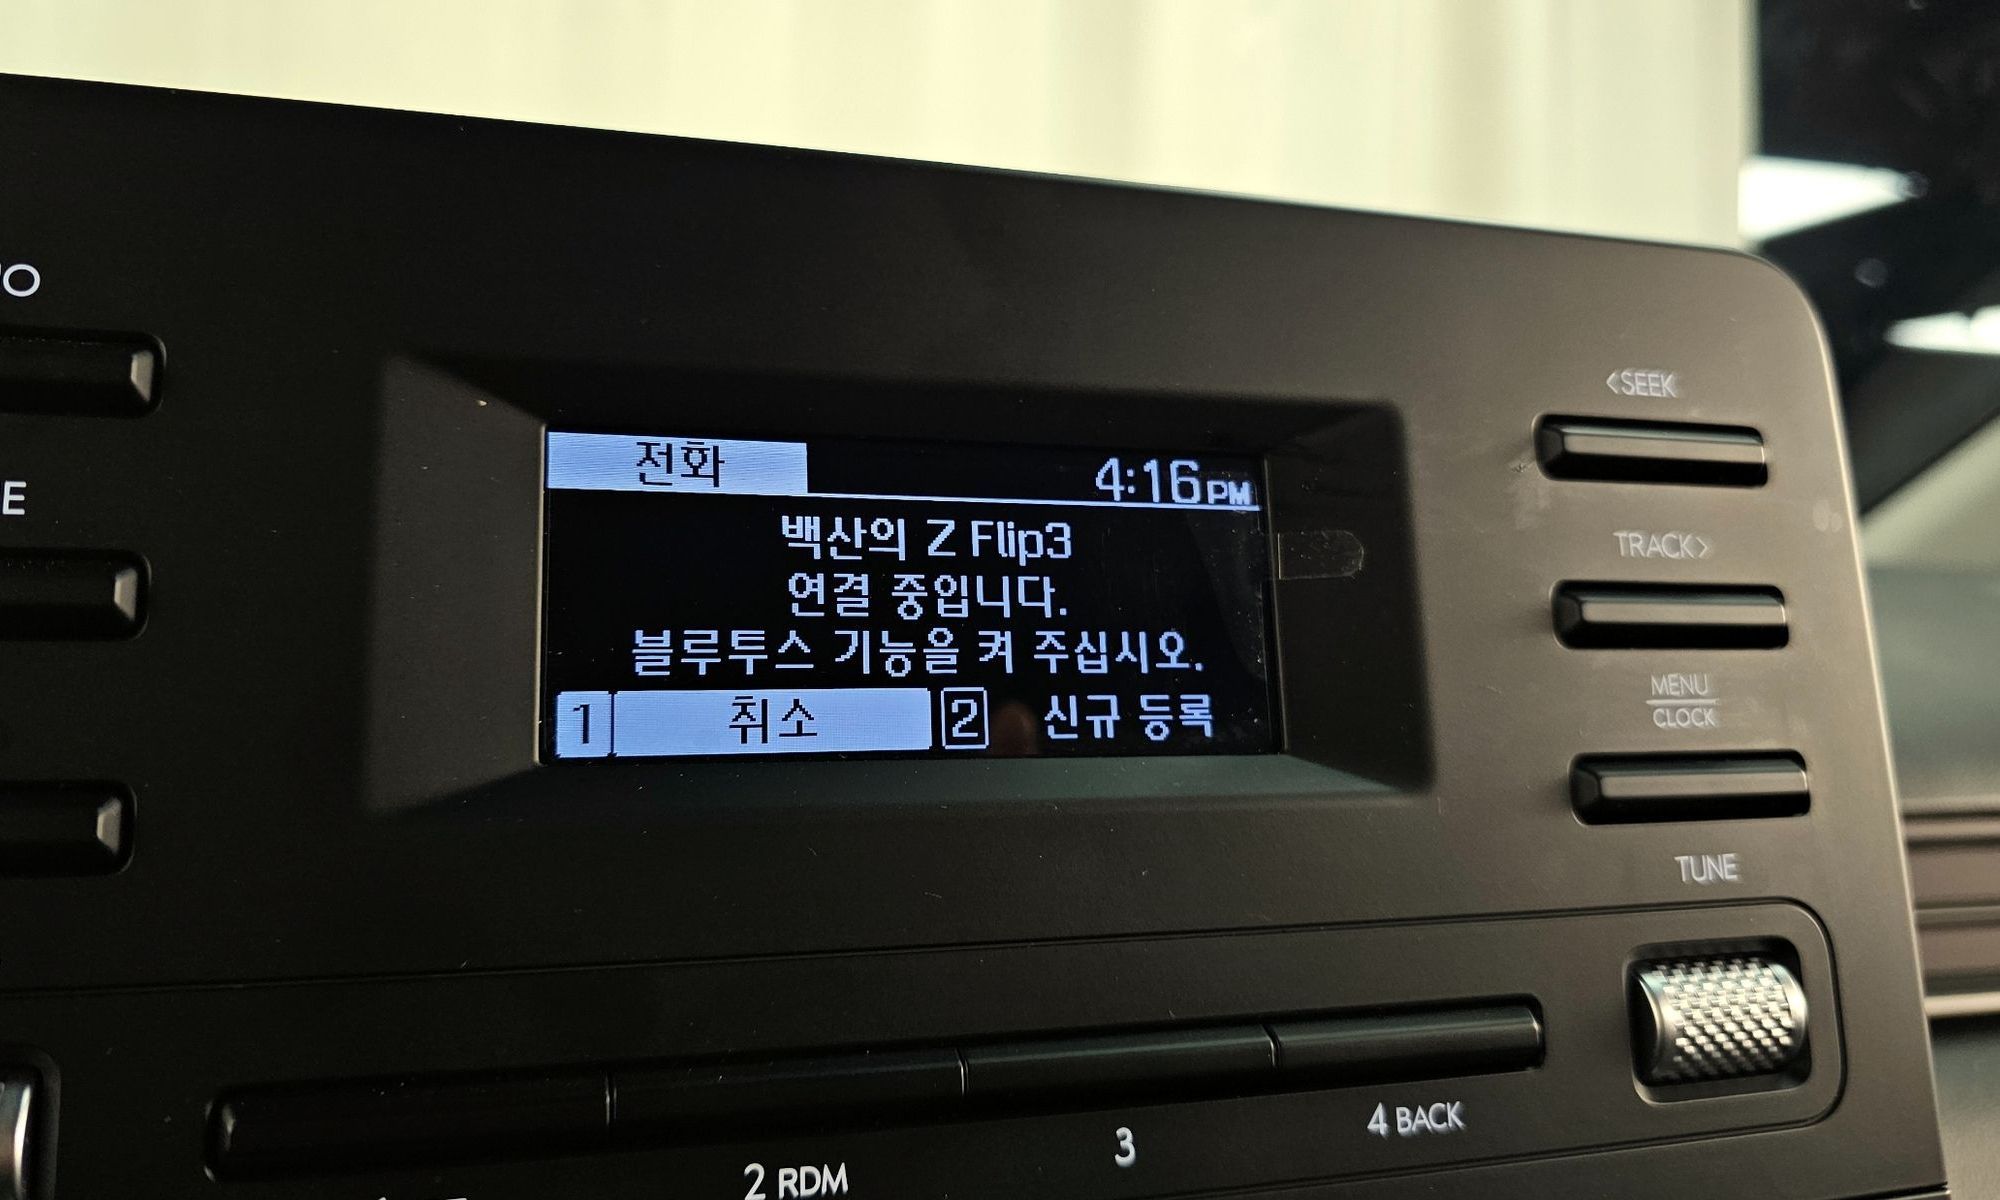 전화 4:16 PM
백산의 Z Flip3
연결 중입니다.
블루투스 기능을 켜 주십시오.
1 취소 2 신규 등록
<SEEK
TRACK>
MENU
CLOCK
TUNE
2 RDM
3
4 BACK